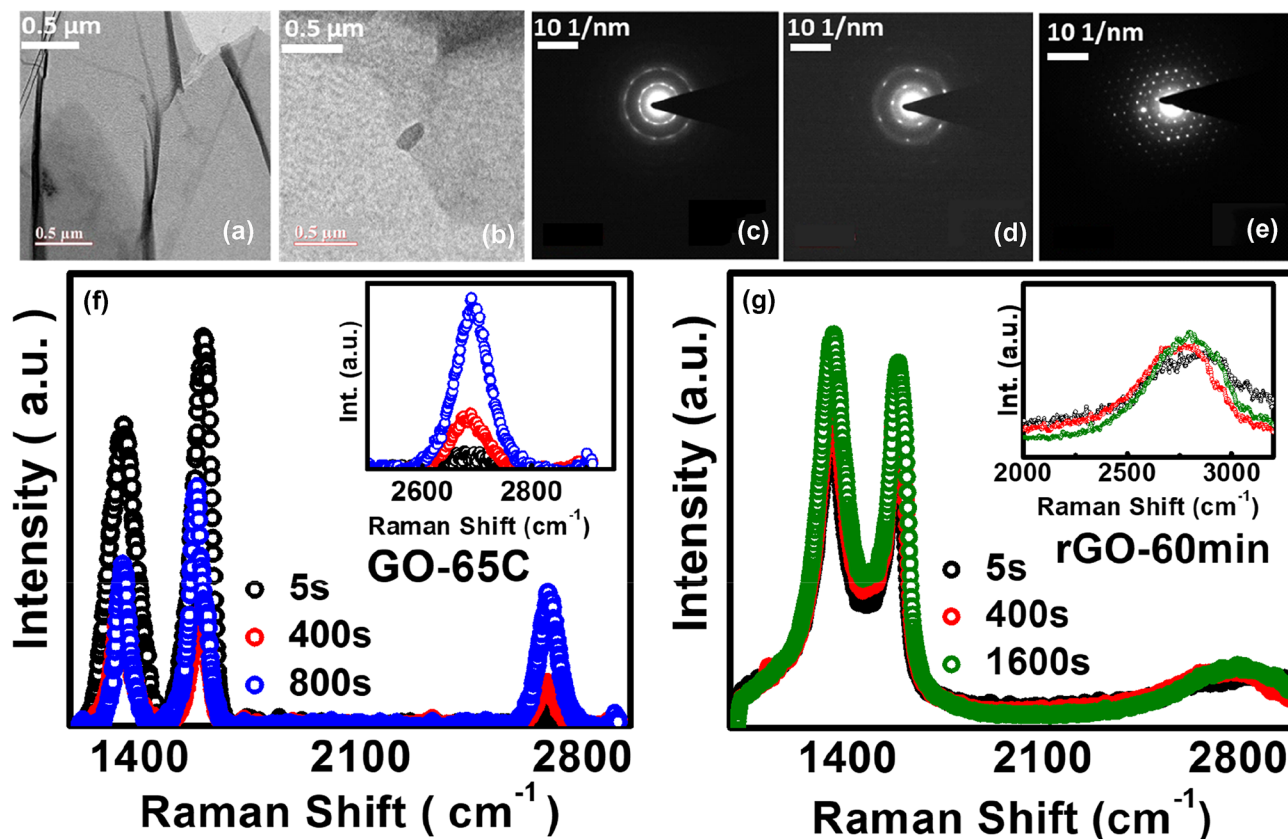 0.5 µm
0.5 µm
(a)
0.5 µm
0.5 µm
(b)
10 1/nm
(c)
10 1/nm
(d)
10 1/nm
(e)
(f)
Intensity ( a.u.)
1400
2100
2800
Raman Shift ( cm⁻¹)
5s
400s
800s
GO-65C
Int. (a.u.)
2600
2800
Raman Shift (cm⁻¹)
(g)
Intensity (a.u.)
1400
2100
2800
Raman Shift (cm⁻¹)
5s
400s
1600s
rGO-60min
Int. (a.u)
2000
2500
3000
Raman Shift (cm⁻¹)